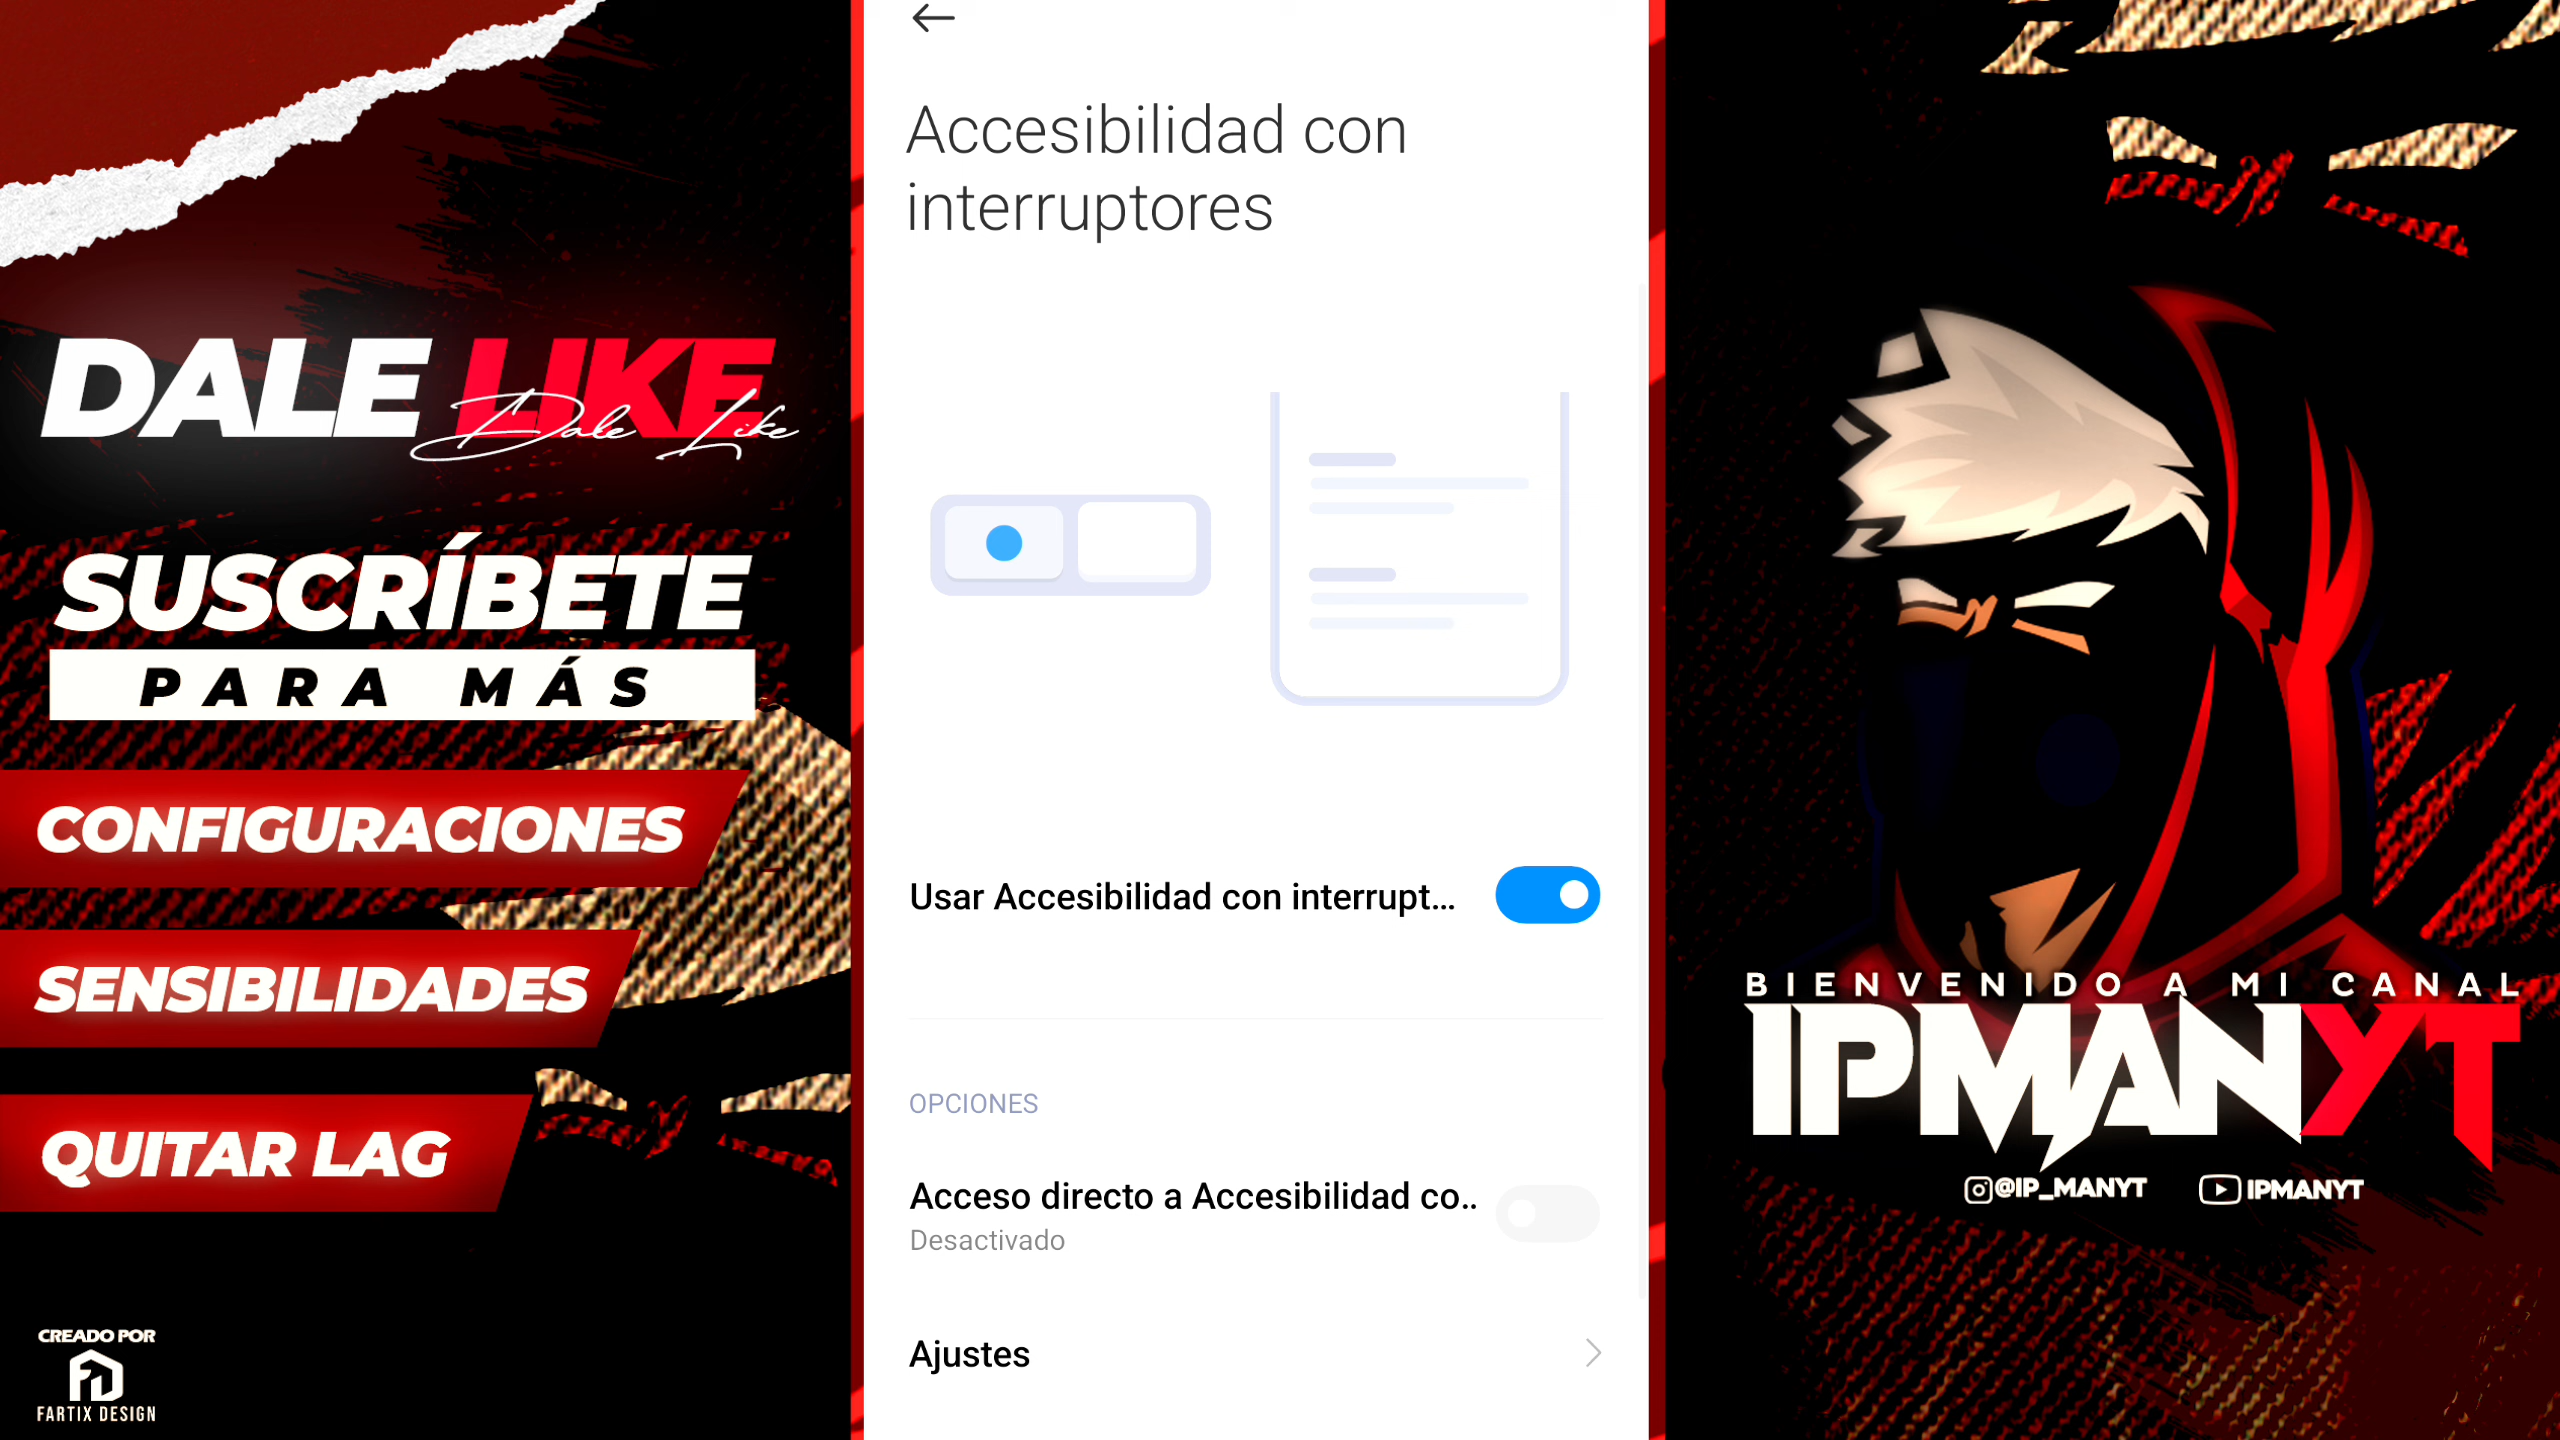 DALE LIKE
Dale Like
SUSCRÍBETE
PARA MÁS
CONFIGURACIONES
SENSIBILIDADES
QUITAR LAG
CREADO POR
FARTIX DESIGN
Accesibilidad con
interruptores
Usar Accesibilidad con interrupt...
OPCIONES
Acceso directo a Accesibilidad co..
Desactivado
Ajustes
BIENVENIDO A MI CANAL
IPMANYT
@IP_MANYT
IPMANYT